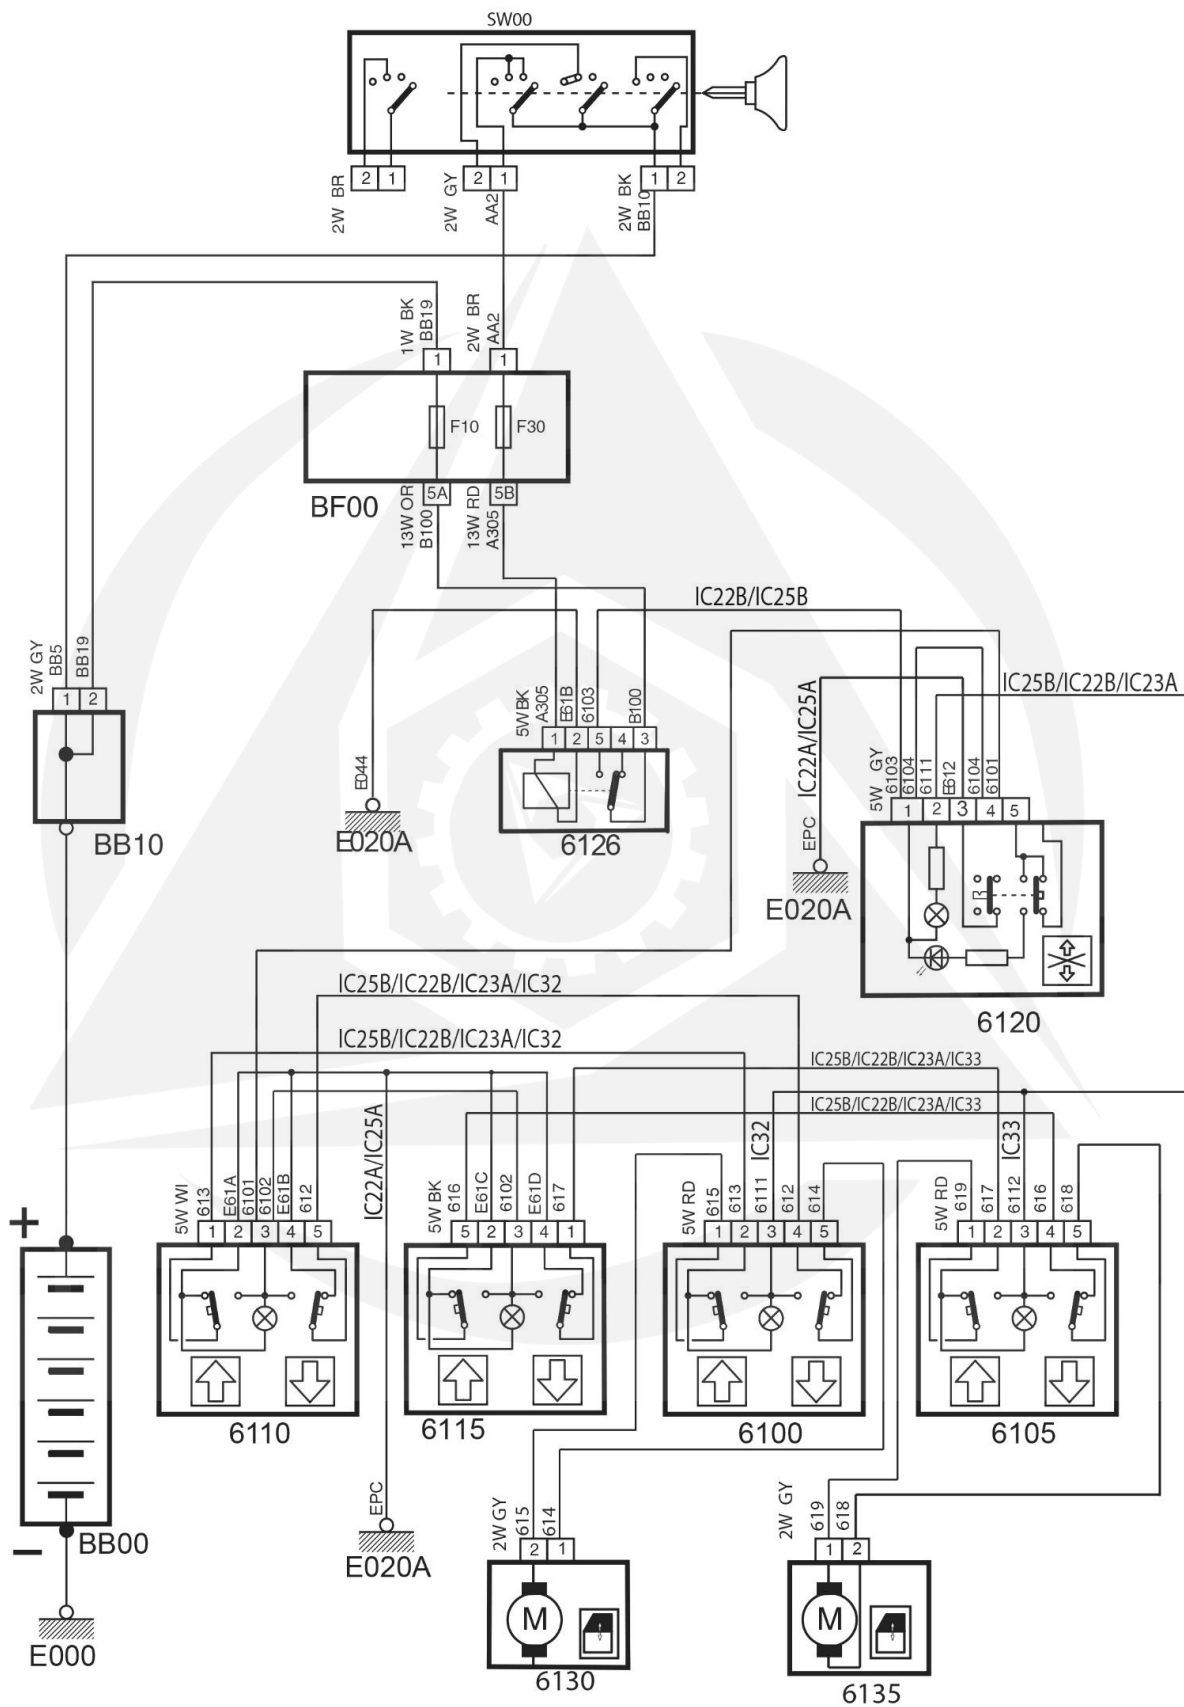 SW00
2 1
2 1
1 2
2W BR
2W GY
AA2
2W BK
BB10
1W BK
BB19
2W BR
AA2
1
1
F10
F30
BF00
5A
5B
13W OR
B100
13W RD
A305
IC22B/IC25B
2W GY
BB5
BB19
1 2
BB10
IC25B/IC22B/IC23A
5W BK
A305
E61B
6103
B100
1 2 5 4 3
6126
E044
E020A
IC22A/IC25A
EPC
E020A
5W GY
6103
6104
6111
E612
6104
6101
1 2 3 4 5
6120
IC25B/IC22B/IC23A/IC32
IC25B/IC22B/IC23A/IC32
IC25B/IC22B/IC23A/IC33
IC25B/IC22B/IC23A/IC33
IC22A/IC25A
IC32
IC33
5W WI
613
E61A
6101
6102
E61B
612
1 2 3 4 5
6110
5W BK
616
E61C
6102
E61D
617
5 2 3 4 1
6115
5W RD
615
613
6111
612
614
1 2 3 4 5
6100
5W RD
619
617
6112
616
618
1 2 3 4 5
6105
+
−
BB00
E000
EPC
E020A
2W GY
615
614
2 1
M
6130
2W GY
619
618
1 2
M
6135